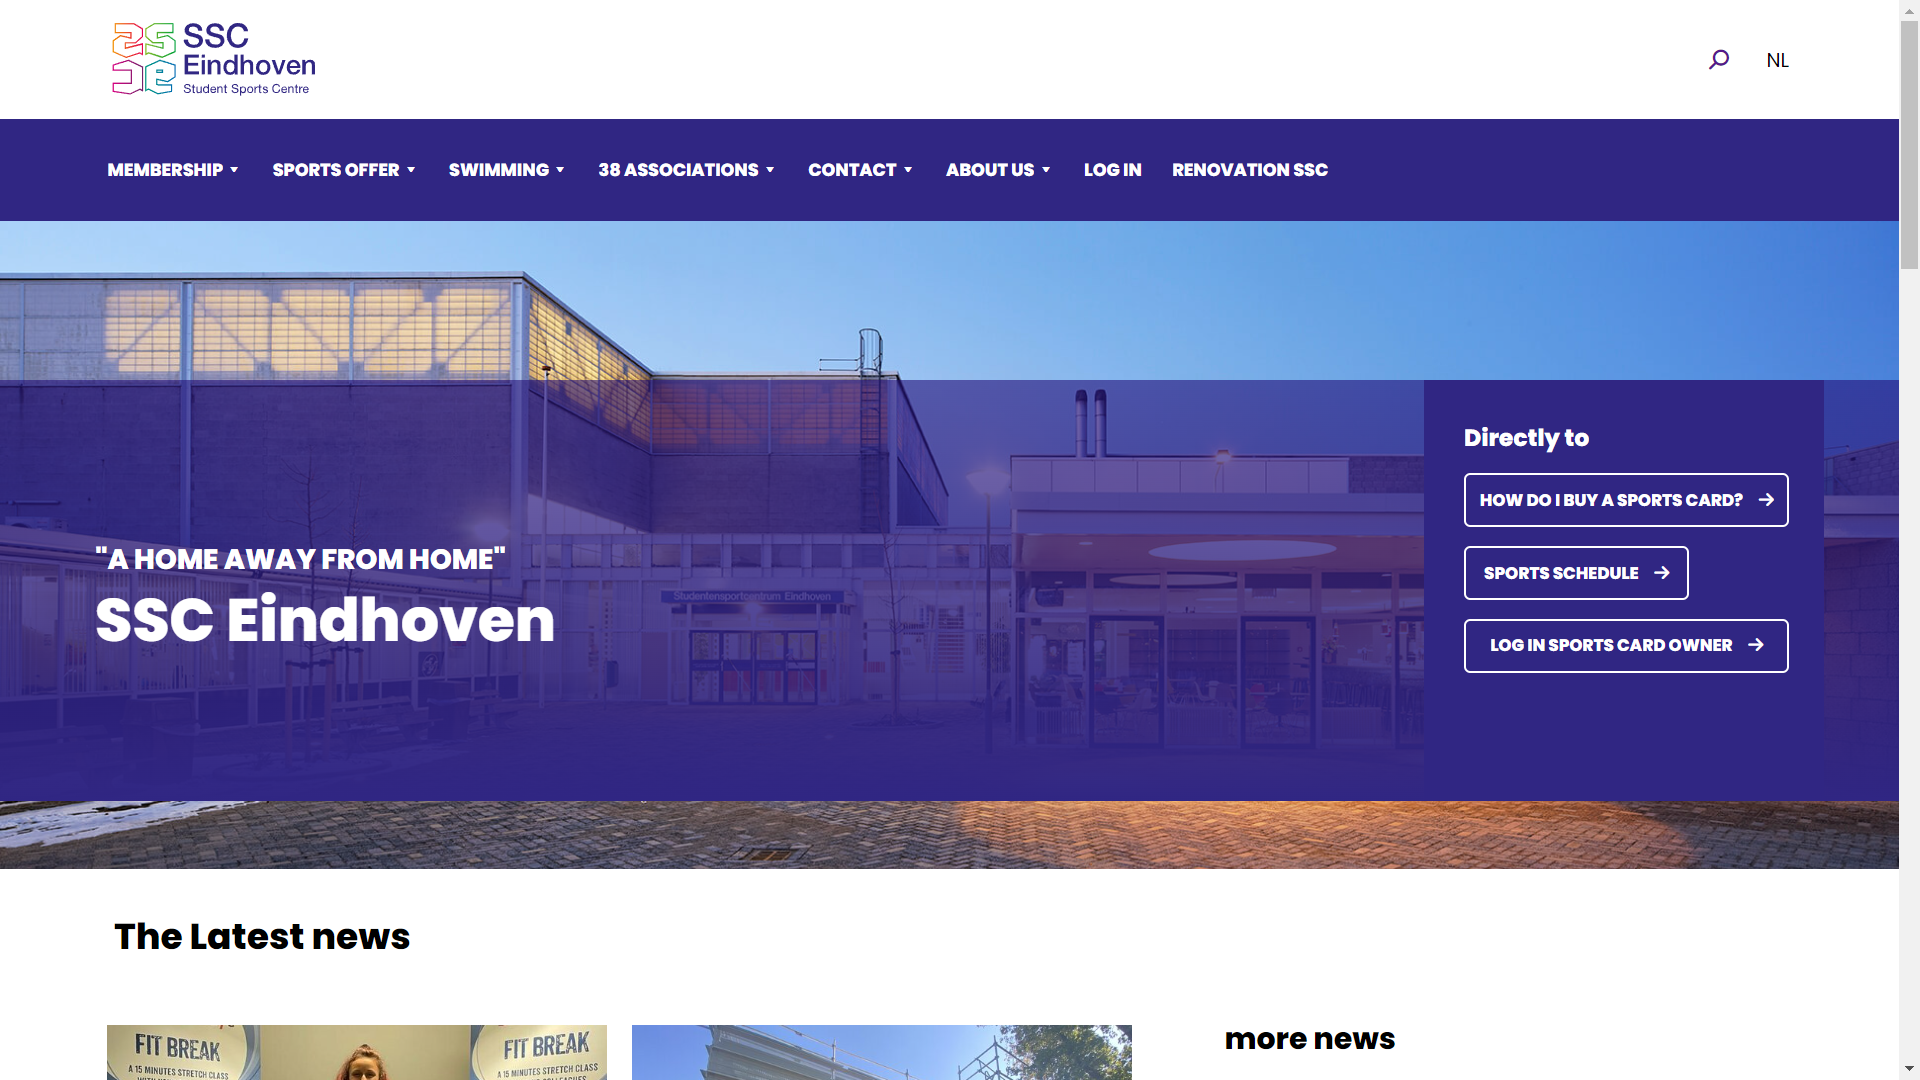 SSC
Eindhoven
Student Sports Centre
NL
MEMBERSHIP
SPORTS OFFER
SWIMMING
38 ASSOCIATIONS
CONTACT
ABOUT US
LOG IN
RENOVATION SSC
Directly to
HOW DO I BUY A SPORTS CARD?
SPORTS SCHEDULE
LOG IN SPORTS CARD OWNER
"A HOME AWAY FROM HOME"
SSC Eindhoven
Studentensportcentrum Eindhoven
The Latest news
FIT BREAK
A 15 MINUTES STRETCH CLASS
FIT BREAK
A 15 MINUTES STRETCH CLASS
more news